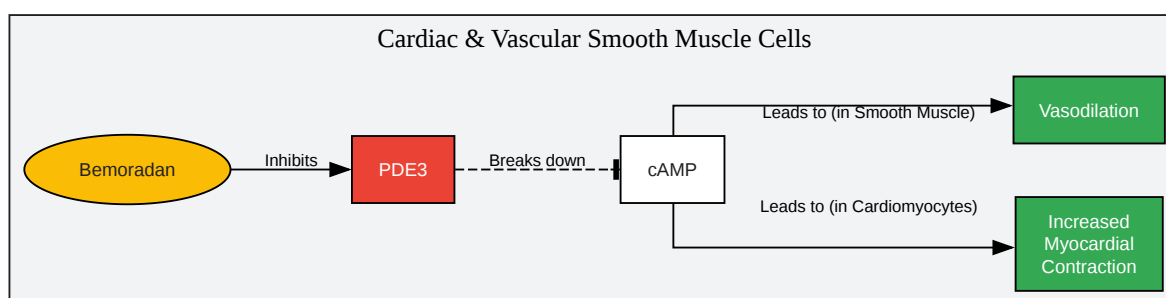 Cardiac & Vascular Smooth Muscle Cells
Bemoradan
Inhibits
PDE3
Breaks down
cAMP
Leads to (in Smooth Muscle)
Vasodilation
Leads to (in Cardiomyocytes)
Increased
Myocardial
Contraction